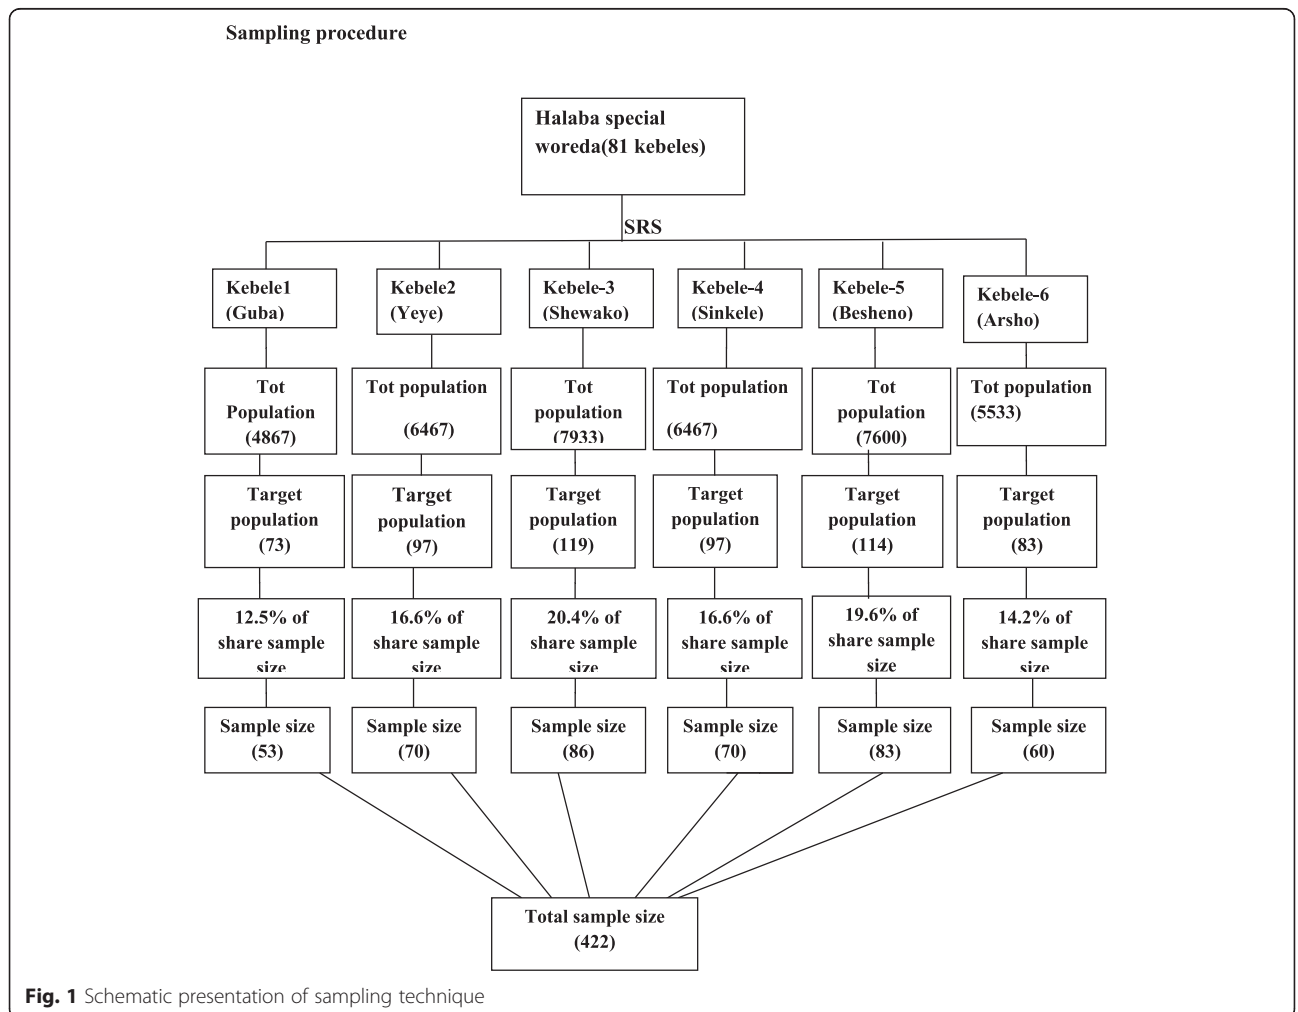 Sampling procedure
Halaba special
woreda(81 kebeles)
SRS
Kebele1
(Guba)
Kebele2
(Yeye)
Kebele-3
(Shewako)
Kebele-4
(Sinkele)
Kebele-5
(Besheno)
Kebele-6
(Arsho)
Tot
Population
(4867)
Tot population
(6467)
Tot
population
(7933)
Tot population
(6467)
Tot
population
(7600)
Tot population
(5533)
Target
population
(73)
Target
population
(97)
Target
population
(119)
Target
population
(97)
Target
population
(114)
Target
population
(83)
12.5% of
share sample
size
16.6% of
share sample
size
20.4% of
share sample
size
16.6% of
share sample
size
19.6% of
share sample
size
14.2% of
share sample
size
Sample size
(53)
Sample size
(70)
Sample size
(86)
Sample size
(70)
Sample size
(83)
Sample size
(60)
Total sample size
(422)
Fig. 1 Schematic presentation of sampling technique